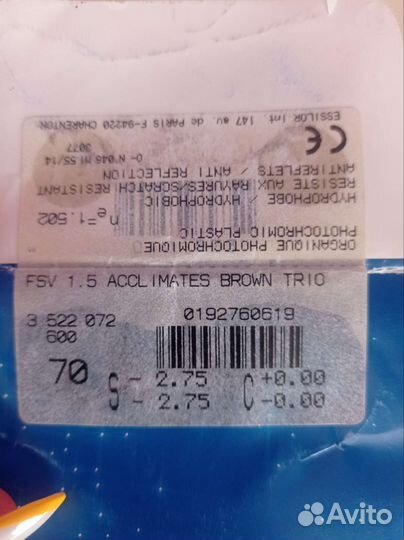 ESSILOR Int. 147 av. de PARIS F-94220 CHARENTON
CE
3077
ANTIREFLETS / ANTI REFLECTION
RESISTE AUX RAYURES/SCRATCH RESISTANT
HYDROPHOBE / HYDROPHOBIC
ne=1.502
PHOTOCHROMIC PLASTIC
ORGANIQUE PHOTOCHROMIQUE
FSV 1.5 ACCLIMATES BROWN TRIO
3 522 072 0192760619
600
70 S - 2.75 C +0.00
- 2.75 -0.00
Avito